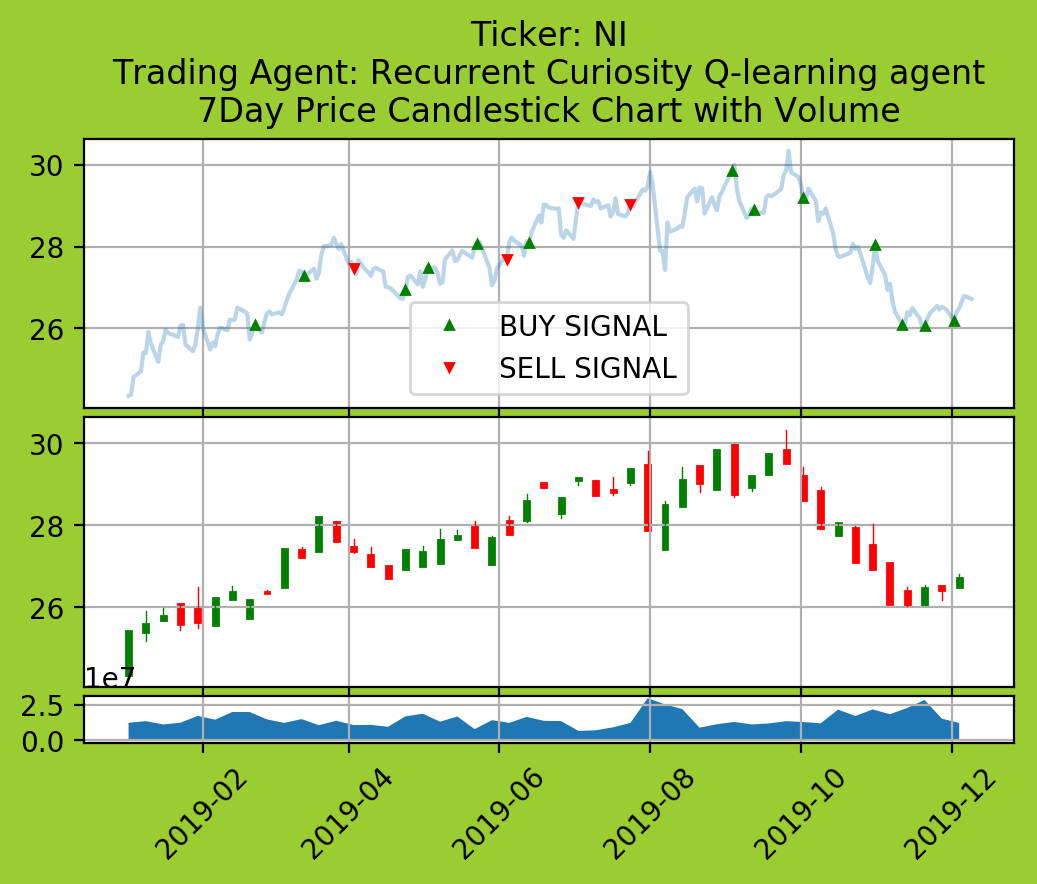 Ticker: NI
Trading Agent: Recurrent Curiosity Q-learning agent
7Day Price Candlestick Chart with Volume
30
28
26
BUY SIGNAL
SELL SIGNAL
30
28
26
1e7
2.5
0.0
2019-02
2019-04
2019-06
2019-08
2019-10
2019-12